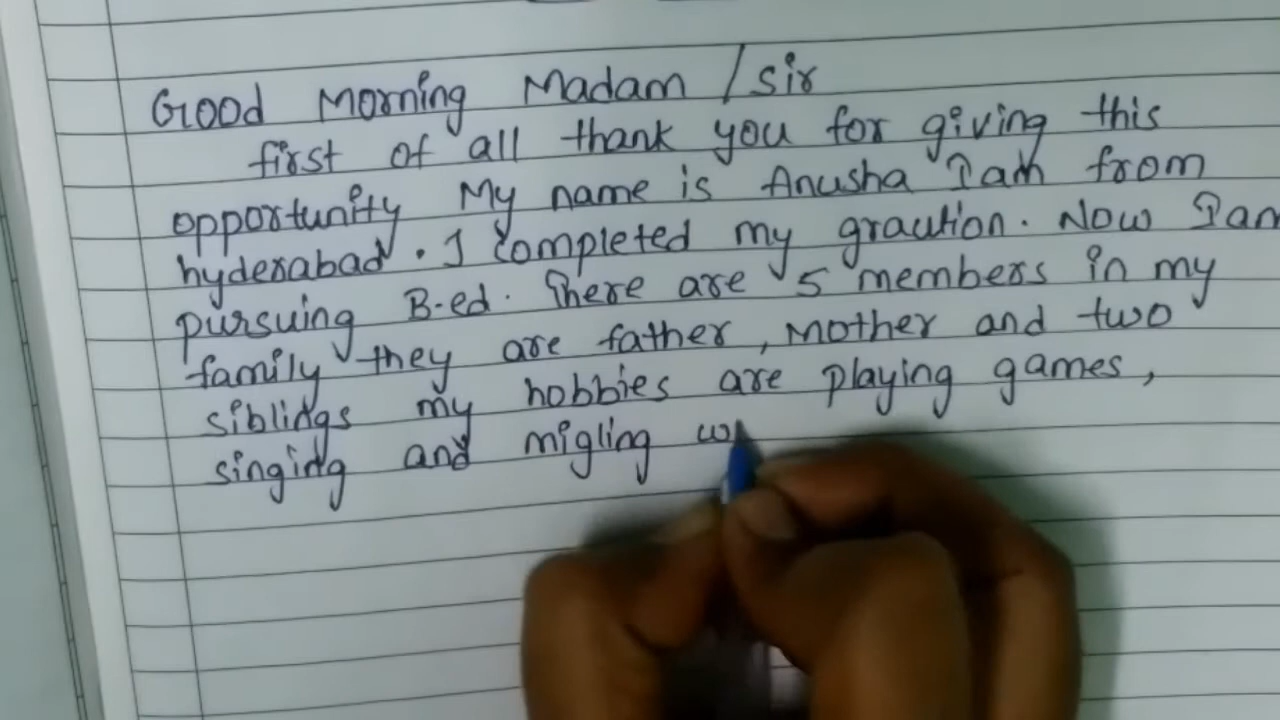 Good Morning Madam / Sir
first of all thank you for giving this
opportunity My name is Anusha Iam from
hyderabad. I completed my graution. Now Iam
pursuing B-ed. There are 5 members in my
family they are father, Mother and two
siblings my hobbies are playing games,
singing and migling